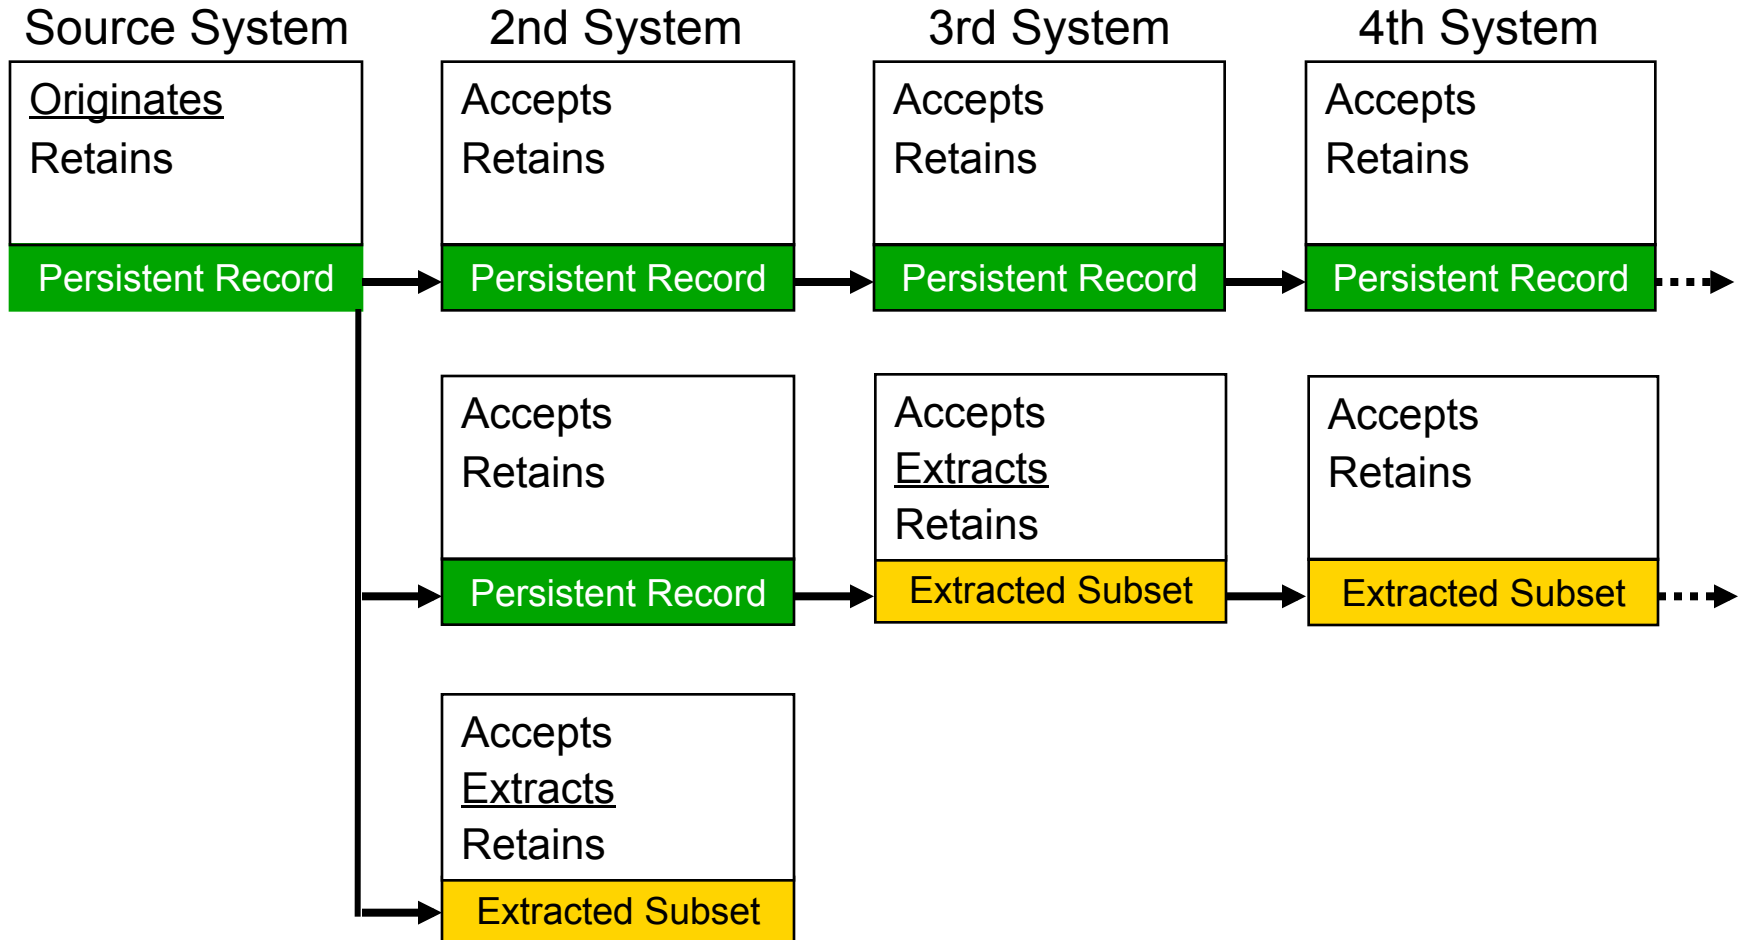 Source System
2nd System
3rd System
4th System
Originates
Retains
Persistent Record
Accepts
Retains
Persistent Record
Accepts
Retains
Persistent Record
Accepts
Retains
Persistent Record
Accepts
Retains
Persistent Record
Accepts
Extracts
Retains
Extracted Subset
Accepts
Retains
Extracted Subset
Accepts
Extracts
Retains
Extracted Subset